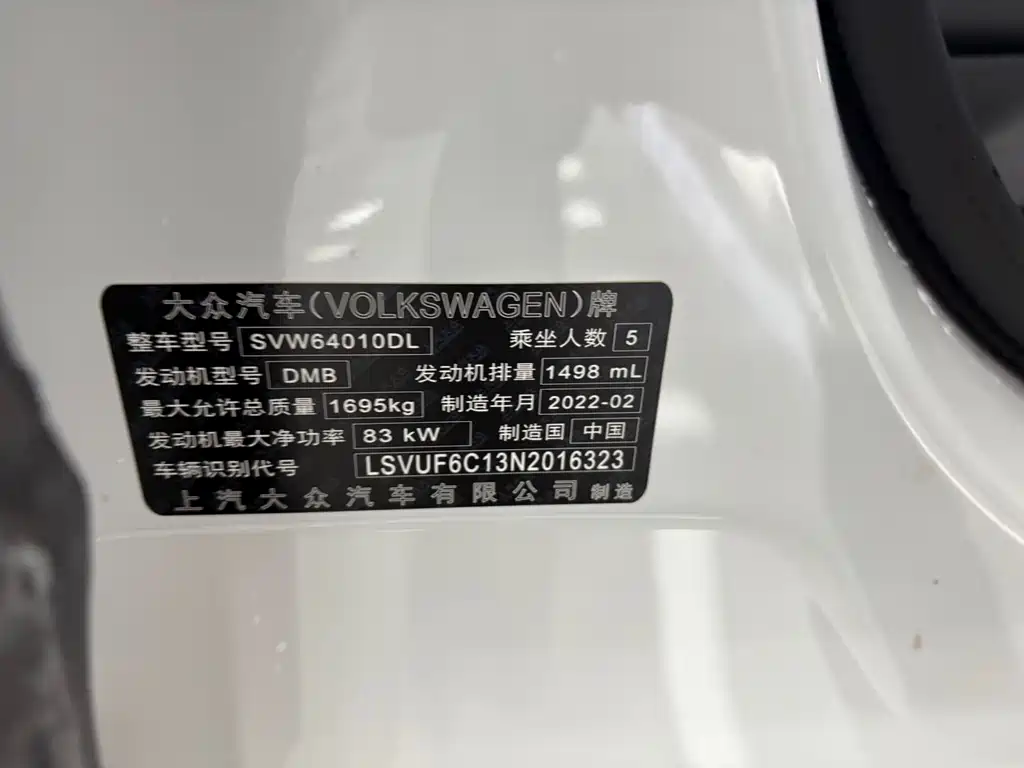 大众汽车(VOLKSWAGEN)牌
整车型号 SVW64010DL 乘坐人数 5
发动机型号 DMB 发动机排量 1498 mL
最大允许总质量 1695kg 制造年月 2022-02
发动机最大净功率 83 kW 制造国 中国
车辆识别代号 LSVUF6C13N2016323
上汽大众汽车有限公司 制造